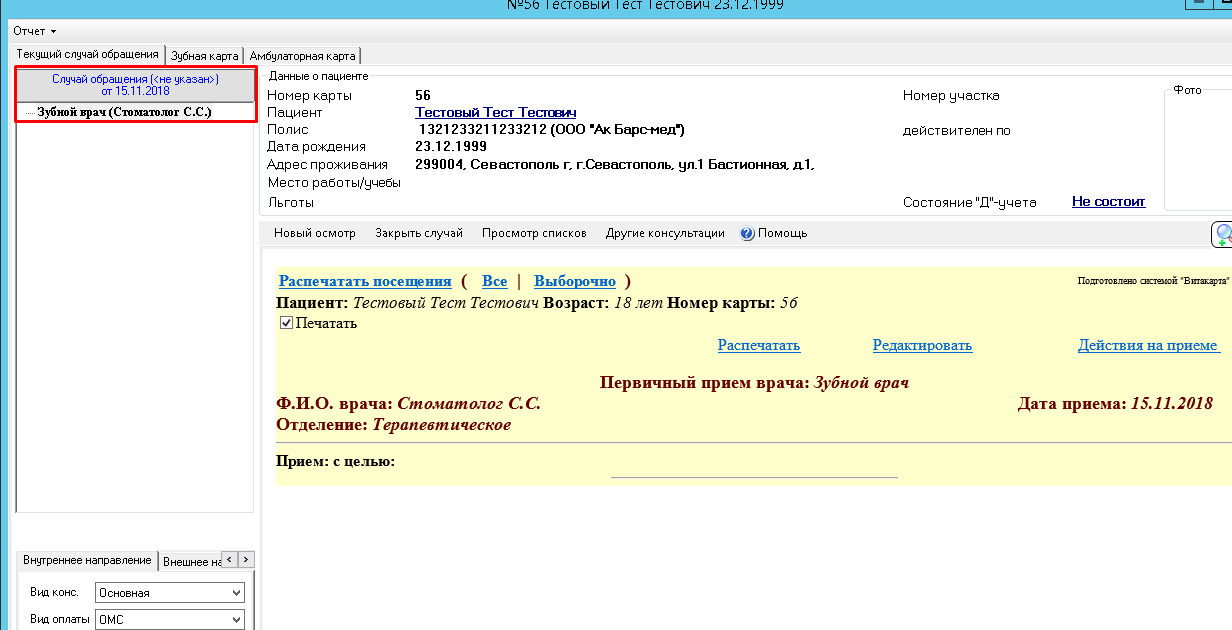 №56 Тестовый Тест Тестович 23.12.1999
Отчет
Текущий случай обращения Зубная карта Амбулаторная карта
Случай обращения (<не указан>)
от 15.11.2018
Зубной врач (Стоматолог С.С.)
Данные о пациенте
Номер карты 56 Номер участка
Пациент Тестовый Тест Тестович
Полис 1321233211233212 (ООО "Ак Барс-мед") действителен по
Дата рождения 23.12.1999
Адрес проживания 299004, Севастополь г, г.Севастополь, ул.1 Бастионная, д.1,
Место работы/учебы
Льготы Состояние "Д"-учета Не состоит
Фото
Новый осмотр Закрыть случай Просмотр списков Другие консультации Помощь
Распечатать посещения ( Все | Выборочно ) Подготовлено системой "Витакарта"
Пациент: Тестовый Тест Тестович Возраст: 18 лет Номер карты: 56
Печатать
Распечатать Редактировать Действия на приеме
Первичный прием врача: Зубной врач
Ф.И.О. врача: Стоматолог С.С. Дата приема: 15.11.2018
Отделение: Терапевтическое
Прием: с целью:
Внутреннее направление Внешнее на
Вид конс. Основная
Вид оплаты ОМС